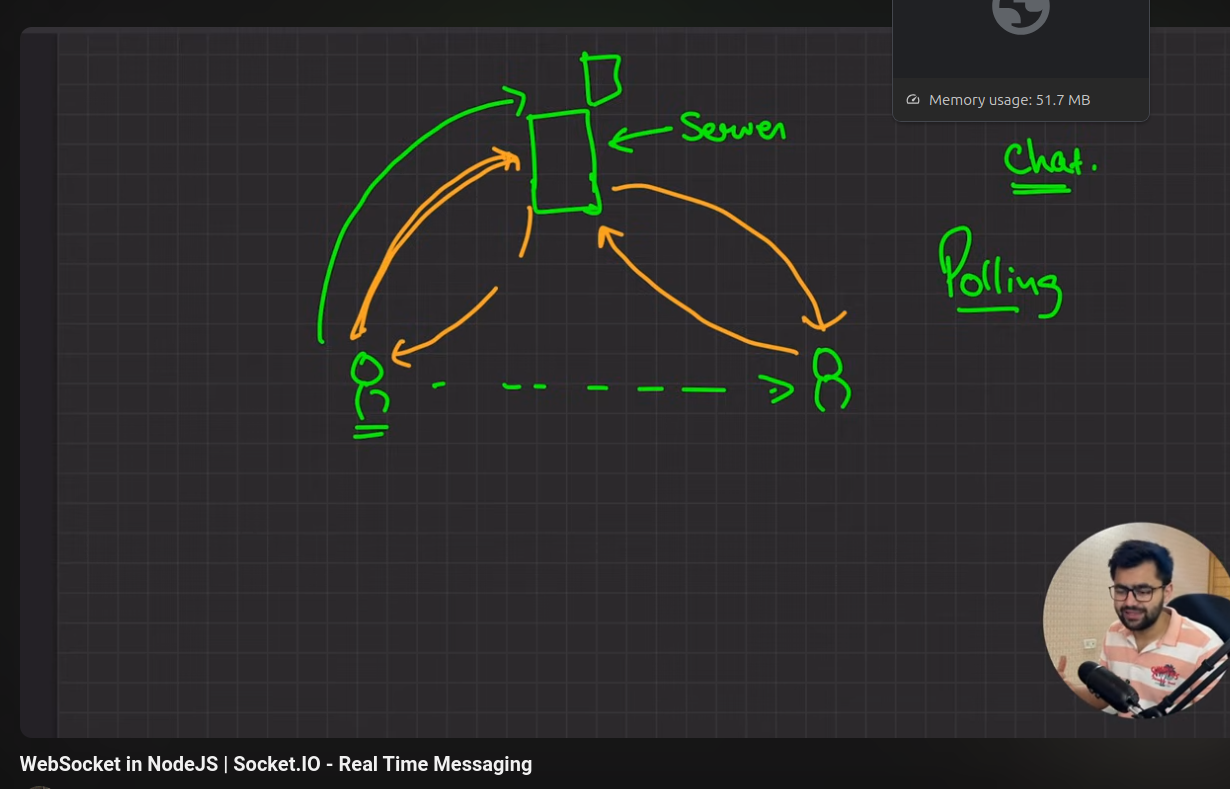 Memory usage: 51.7 MB
Server
Chat.
Polling
WebSocket in NodeJS | Socket.IO - Real Time Messaging